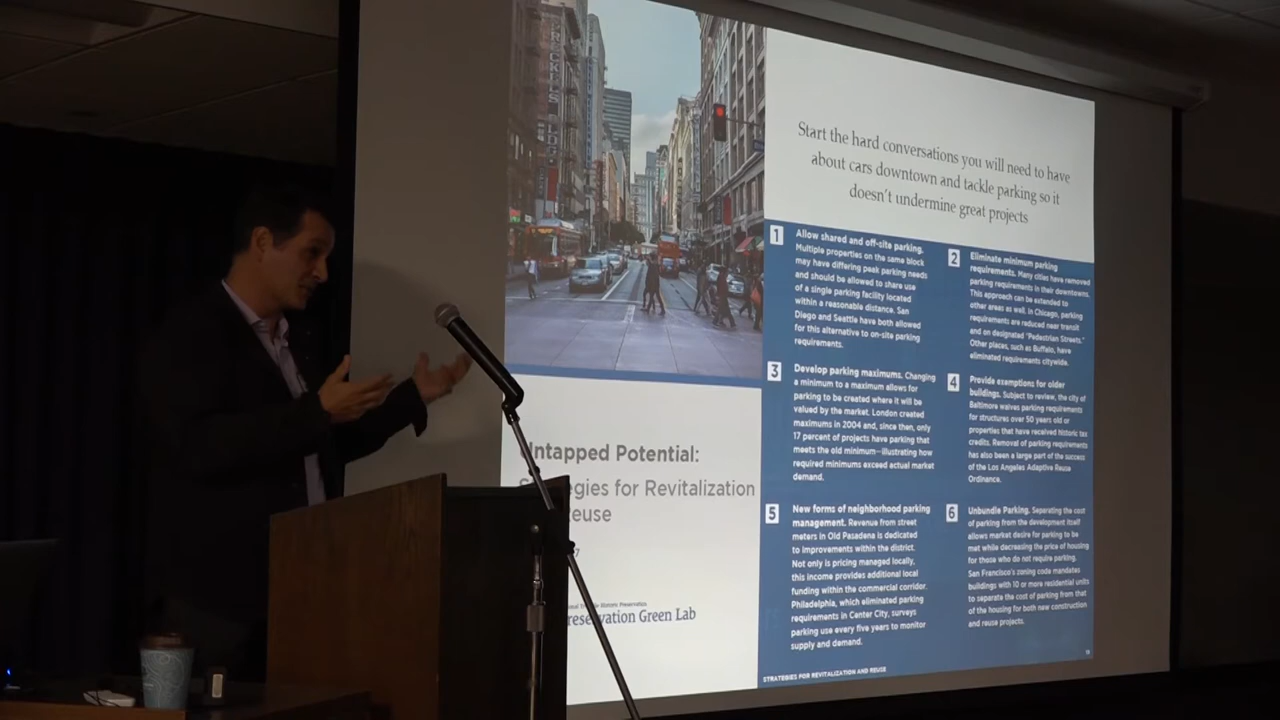 Start the hard conversations you will need to have
about cars downtown and tackle parking so it
doesn't undermine great projects
1
Allow shared and off-site parking.
Multiple properties on the same block
may have differing peak parking needs
and should be allowed to share use
of a single parking facility located
within a reasonable distance. San
Diego and Seattle have both allowed
for this alternative to on-site parking
requirements.
2
Eliminate minimum parking
requirements. Many cities have removed
parking requirements in their downtowns.
This approach can be extended to
other areas as well. In Chicago, parking
requirements are reduced near transit
and on designated "Pedestrian Streets."
Other places, such as Buffalo, have
eliminated requirements citywide.
3
Develop parking maximums. Changing
a minimum to a maximum allows for
parking to be created where it will be
valued by the market. London created
maximums in 2004 and, since then, only
17 percent of projects have parking that
meets the old minimum—illustrating how
required minimums exceed actual market
demand.
4
Provide exemptions for older
buildings. Subject to review, the city of
Baltimore waives parking requirements
for structures over 50 years old or
properties that have received historic tax
credits. Removal of parking requirements
has also been a large part of the success
of the Los Angeles Adaptive Reuse
Ordinance.
5
New forms of neighborhood parking
management. Revenue from street
meters in Old Pasadena is dedicated
to improvements within the district.
Not only is pricing managed locally,
this income provides additional local
funding within the commercial corridor.
Philadelphia, which eliminated parking
requirements in Center City, surveys
parking use every five years to monitor
supply and demand.
6
Unbundle Parking. Separating the cost
of parking from the development itself
allows market desire for parking to be
met while decreasing the price of housing
for those who do not require parking.
San Francisco's zoning code mandates
buildings with 10 or more residential units
to separate the cost of parking from that
of the housing for both new construction
and reuse projects.
ntapped Potential:
egies for Revitalization
euse
7
Historic Preservation
reservation Green Lab
STRATEGIES FOR REVITALIZATION AND REUSE